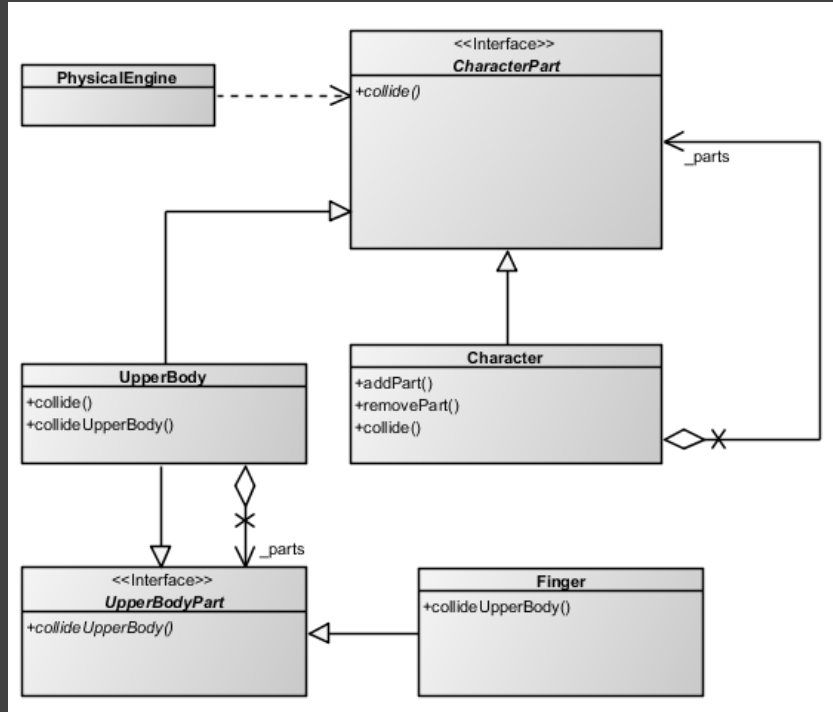 <<Interface>>
CharacterPart
+collide()
PhysicalEngine
_parts
UpperBody
+collide()
+collideUpperBody()
Character
+addPart()
+removePart()
+collide()
_parts
<<Interface>>
UpperBodyPart
+collideUpperBody()
Finger
+collideUpperBody()